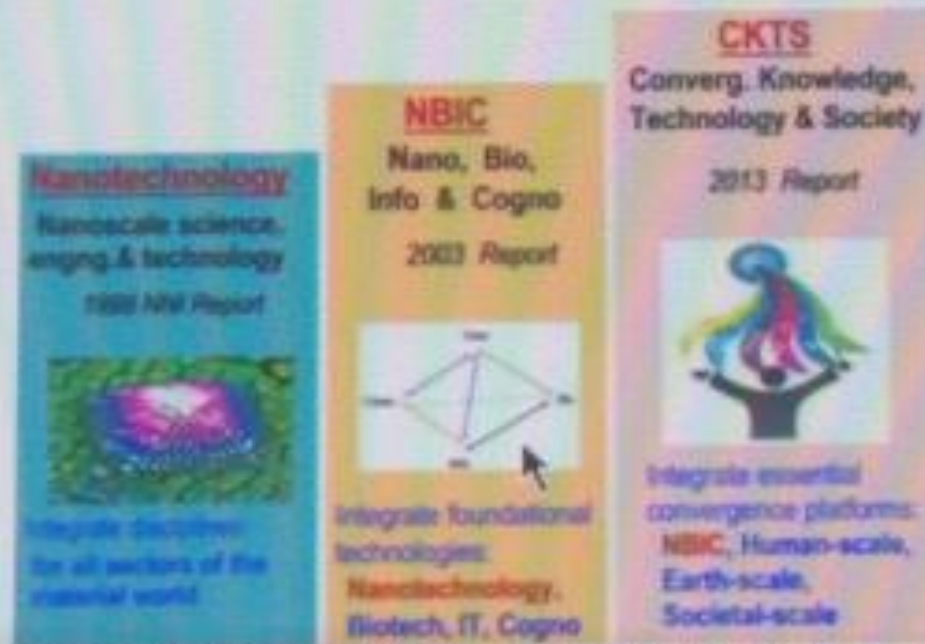 Nanotechnology
Nanoscale science,
engng.& technology
NNI Report
Integrate disciplines
for all sectors of the
material world
NBIC
Nano, Bio,
Info & Cogno
2003 Report
Integrate foundational
technologies:
Nanotechnology,
Biotech, IT, Cogno
CKTS
Converg. Knowledge,
Technology & Society
2013 Report
Integrate essential
convergence platforms:
NBIC, Human-scale,
Earth-scale,
Societal-scale